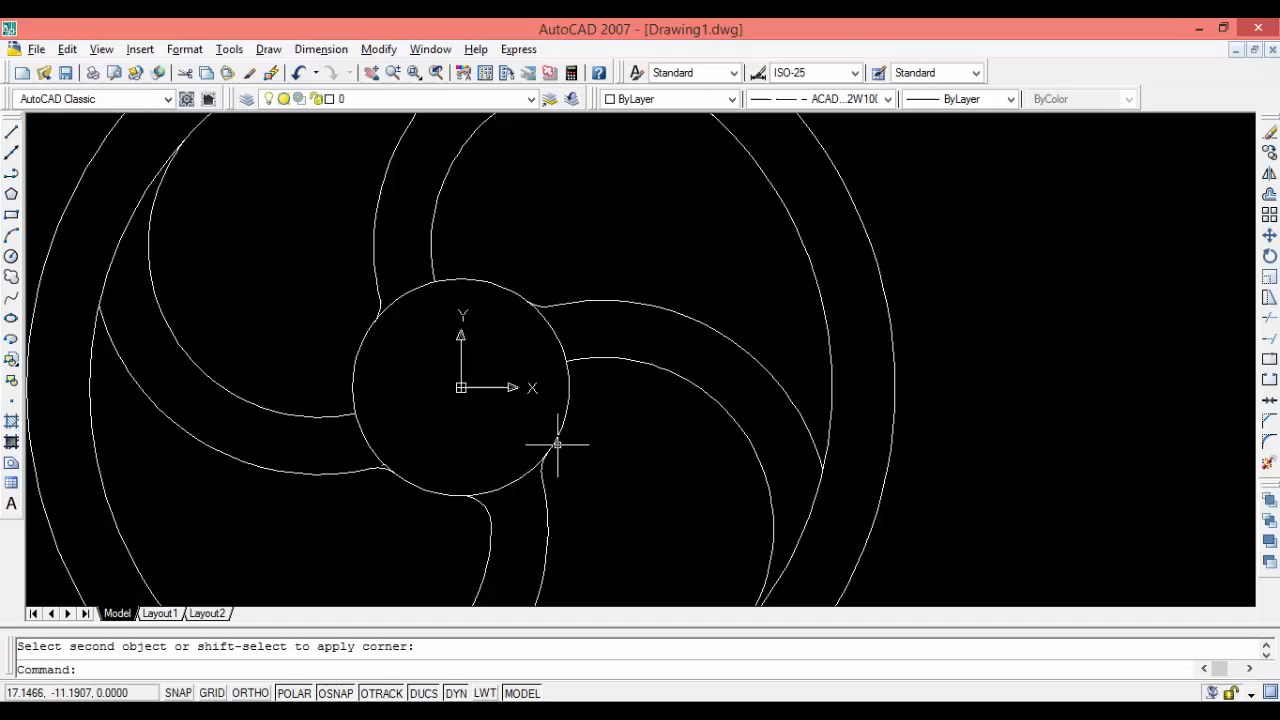 AutoCAD 2007 - [Drawing1.dwg]
File Edit View Insert Format Tools Draw Dimension Modify Window Help Express
Standard ISO-25 Standard
AutoCAD Classic 0 ByLayer ACAD...2W100 ByLayer ByColor
Y
X
A
Model Layout1 Layout2
Select second object or shift-select to apply corner:
Command:
17.1466, -11.1907, 0.0000 SNAP GRID ORTHO POLAR OSNAP OTRACK DUCS DYN LWT MODEL